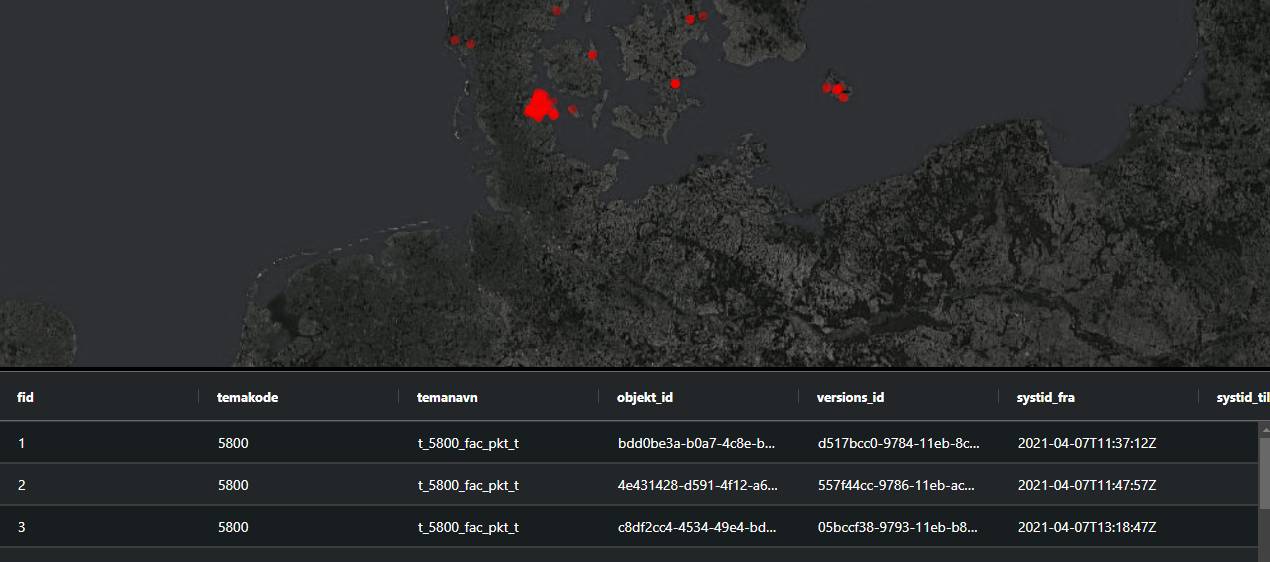 fid temakode temanavn objekt_id versions_id systid_fra systid_til
1 5800 t_5800_fac_pkt_t bdd0be3a-b0a7-4c8e-b... d517bcc0-9784-11eb-8c... 2021-04-07T11:37:12Z
2 5800 t_5800_fac_pkt_t 4e431428-d591-4f12-a6... 557f44cc-9786-11eb-ac... 2021-04-07T11:47:57Z
3 5800 t_5800_fac_pkt_t c8df2cc4-4534-49e4-bd... 05bccf38-9793-11eb-b8... 2021-04-07T13:18:47Z